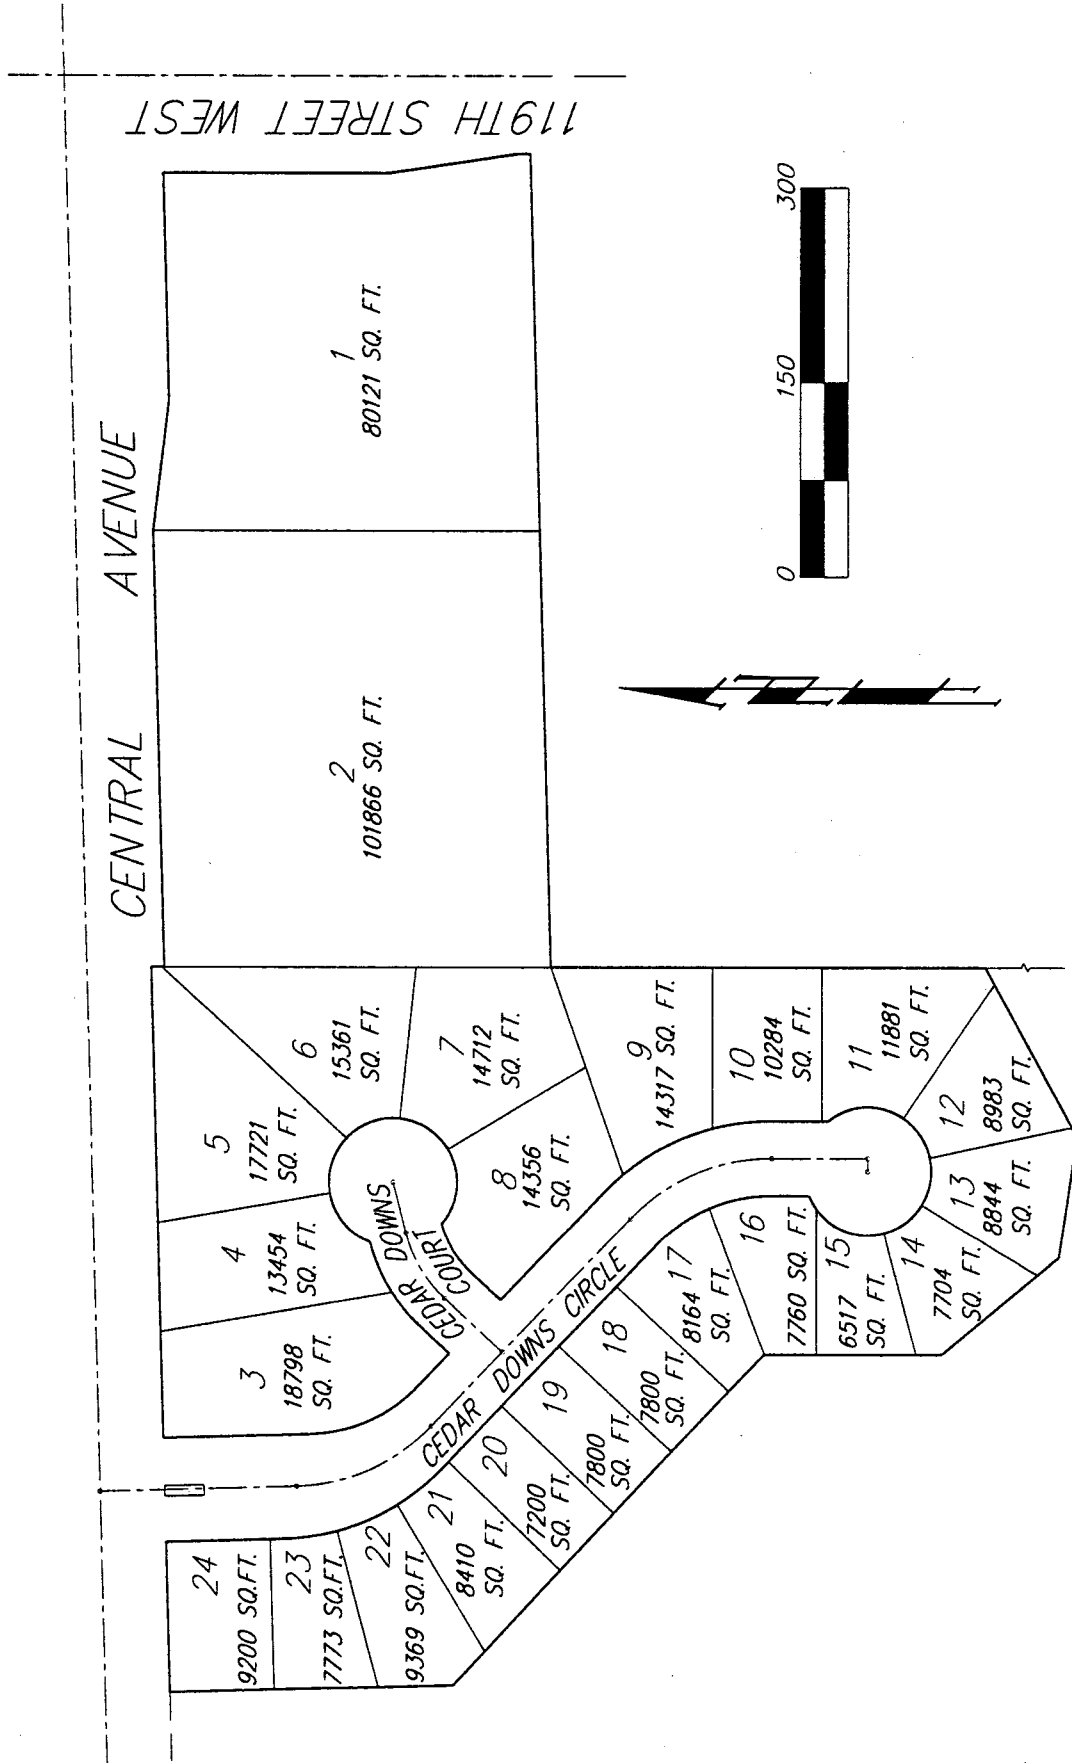 119TH STREET WEST
CENTRAL AVENUE
1
80121 SQ. FT.
2
101866 SQ. FT.
0 150 300
3
18798
SQ. FT.
4
13454
SQ. FT.
5
17721
SQ. FT.
6
15361
SQ. FT.
7
14712
SQ. FT.
8
14356
SQ. FT.
9
14317 SQ. FT.
10
10284
SQ. FT.
11
11881
SQ. FT.
12
8983
SQ. FT.
13
8844
SQ. FT.
14
7704
SQ. FT.
15
6517
SQ. FT.
16
7760 SQ. FT.
17
8164
SQ. FT.
18
7800
SQ. FT.
19
7800
SQ. FT.
20
7200
SQ. FT.
21
8410
SQ. FT.
22
9369 SQ.FT.
23
7773 SQ.FT.
24
9200 SQ.FT.
CEDAR DOWNS
COURT
CEDAR DOWNS CIRCLE